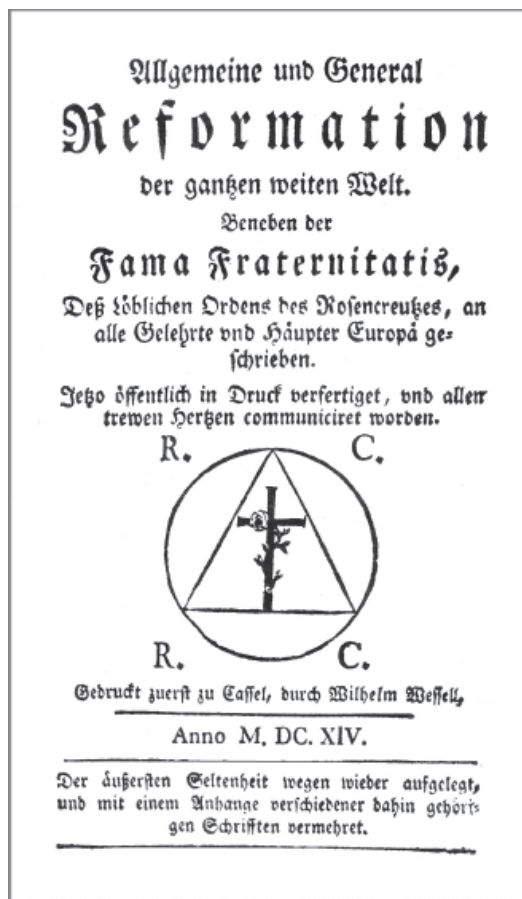 Allgemeine und General
Reformation
der gantzen weiten Welt.
Beneben der
Fama Fraternitatis,
Deß Löblichen Ordens des Rosencreutzes, an
alle Gelehrte vnd Häupter Europä ge=
schrieben.
Jetzo öffentlich in Druck verfertiget, vnd allen
trewen Hertzen communiciret worden.
R. C.
R. C.
Gedruckt zuerst zu Cassel, durch Wilhelm Wessell,
Anno M. DC. XIV.
Der äußersten Seltenheit wegen wieder aufgelegt,
und mit einem Anhange verschiedener dahin gehöri=
gen Schrifften vermehret.